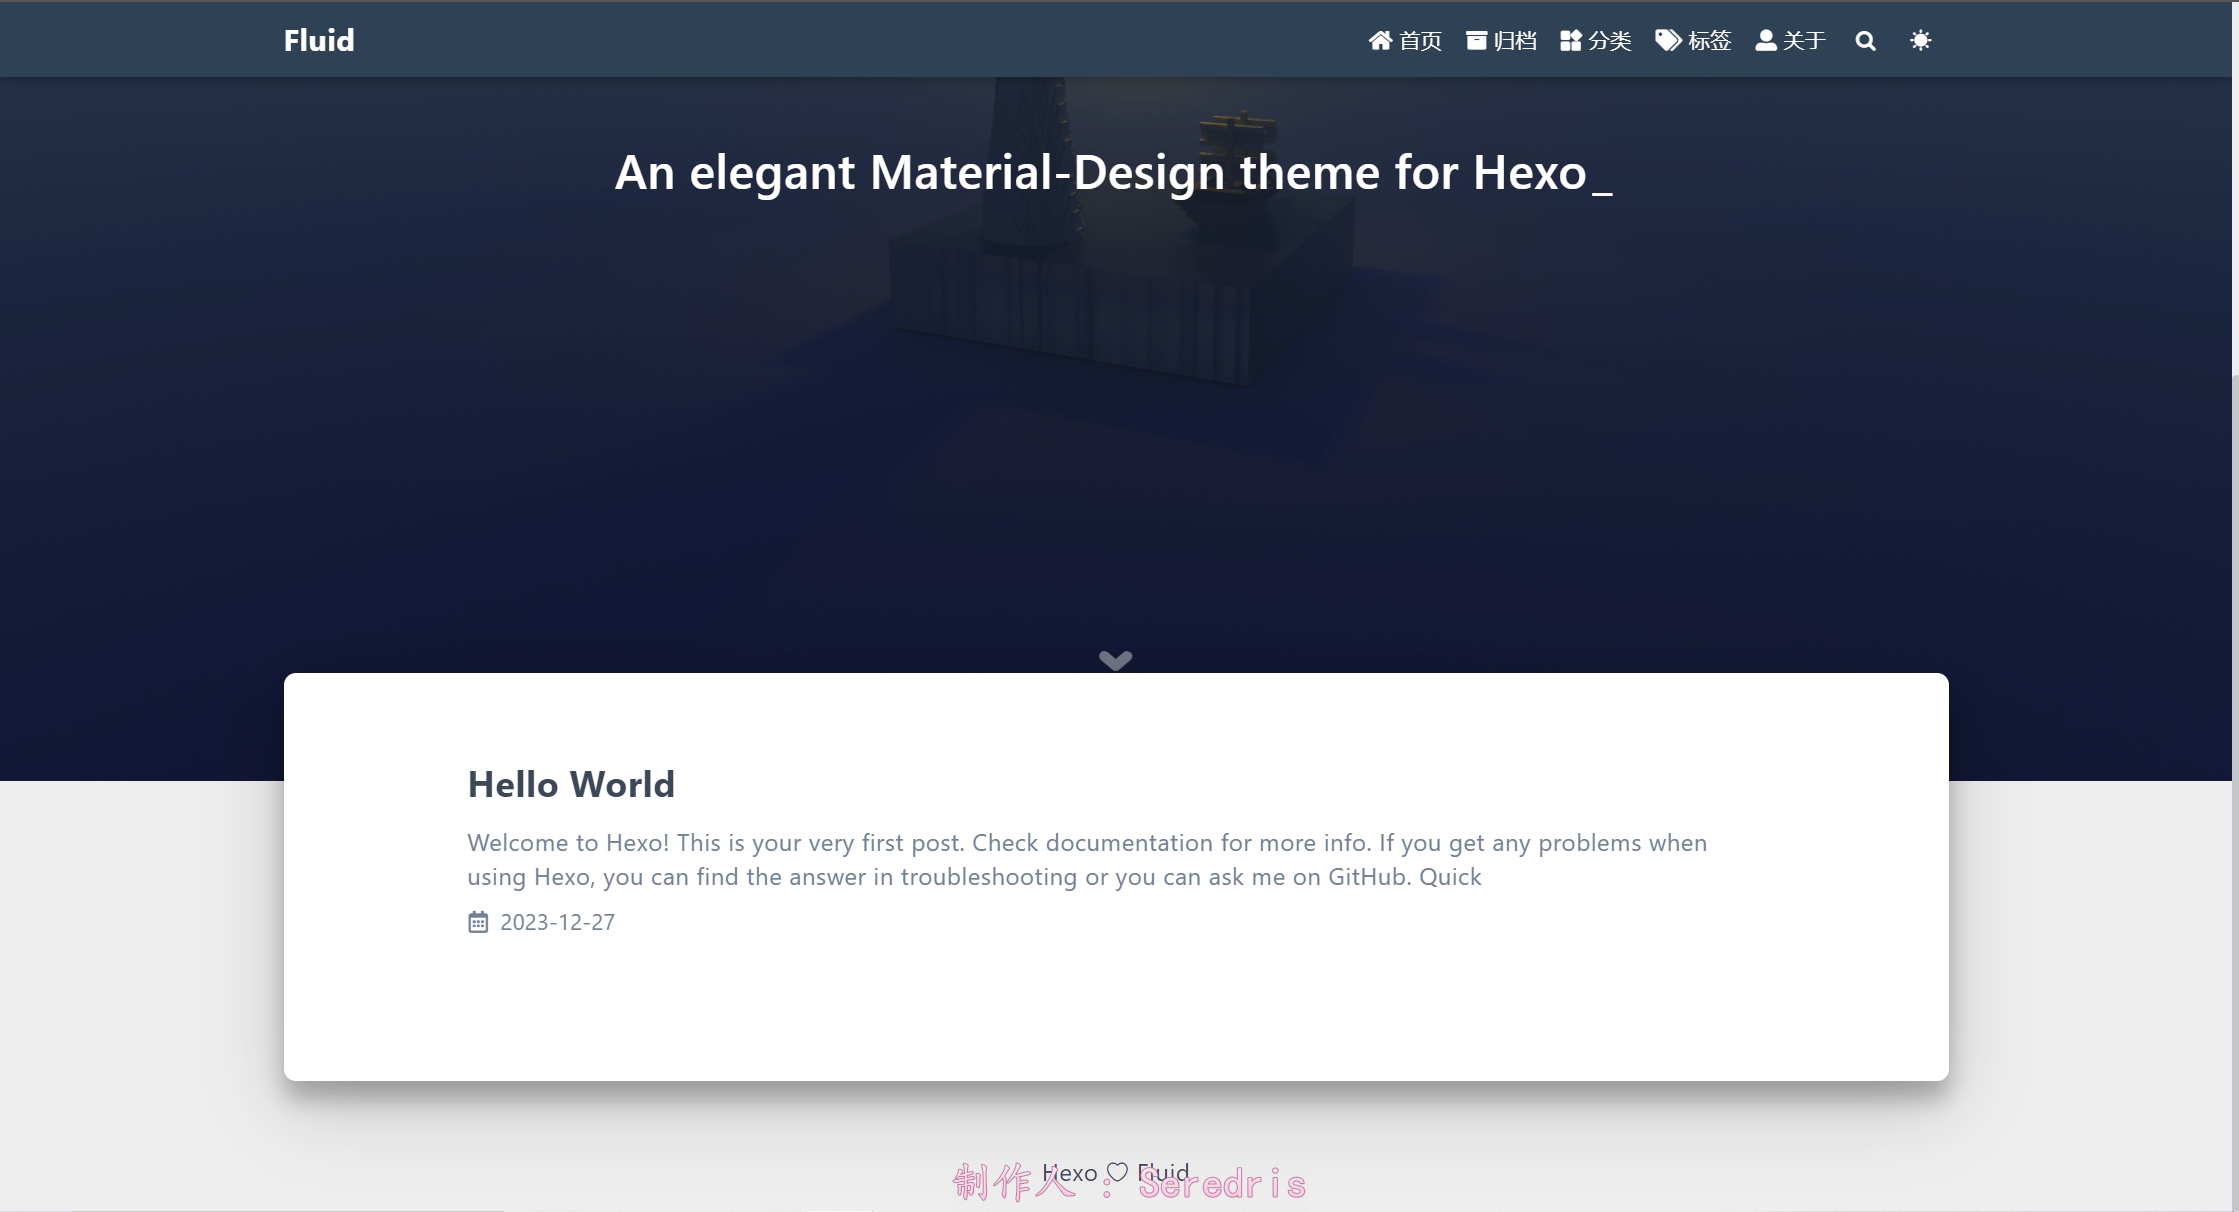 Fluid
首页 归档 分类 标签 关于
An elegant Material-Design theme for Hexo_
Hello World
Welcome to Hexo! This is your very first post. Check documentation for more info. If you get any problems when
using Hexo, you can find the answer in troubleshooting or you can ask me on GitHub. Quick
2023-12-27
Hexo ♡ Fluid
制作人 : Seredris